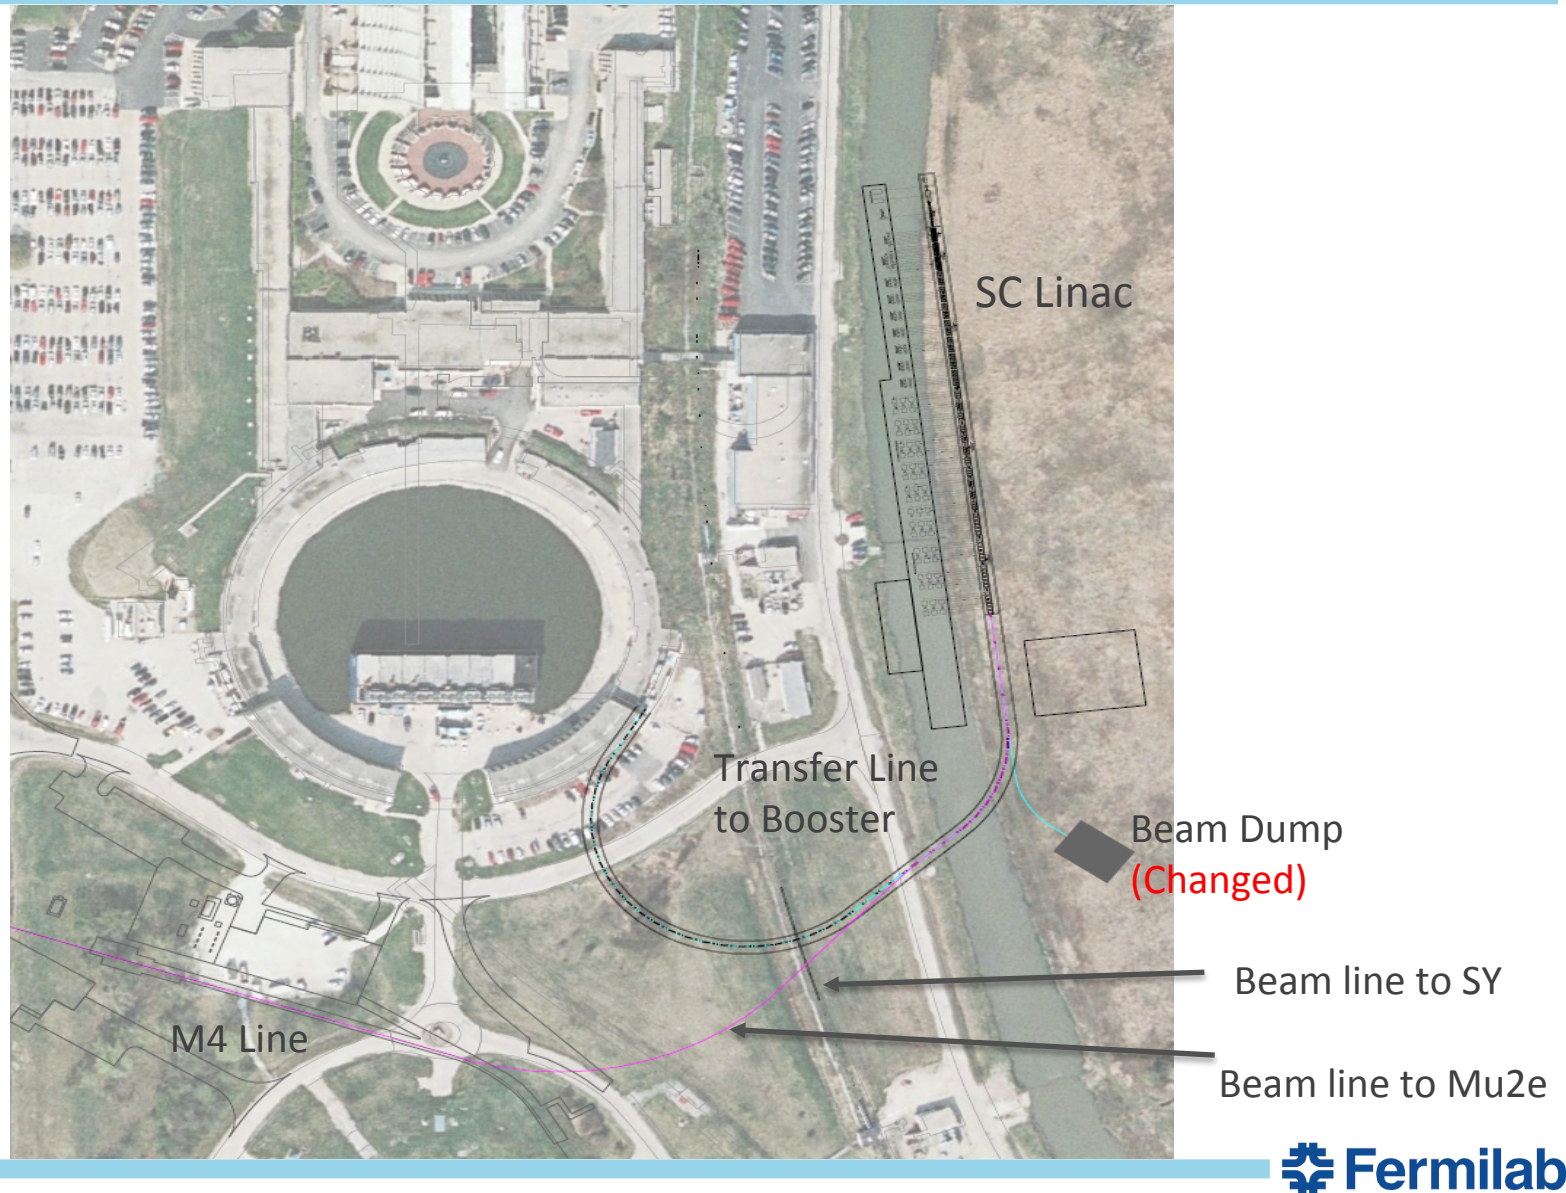 SC Linac
Transfer Line
to Booster
Beam Dump
(Changed)
Beam line to SY
M4 Line
Beam line to Mu2e
Fermilab